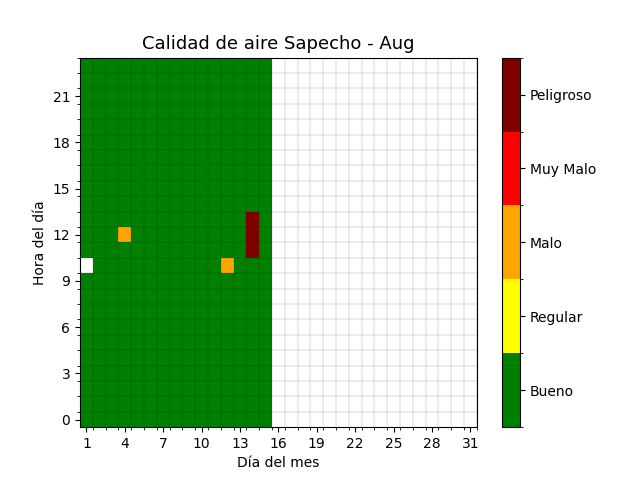 Calidad de aire Sapecho - Aug
Hora del día
21
18
15
12
9
6
3
0
1 4 7 10 13 16 19 22 25 28 31
Día del mes
Peligroso
Muy Malo
Malo
Regular
Bueno